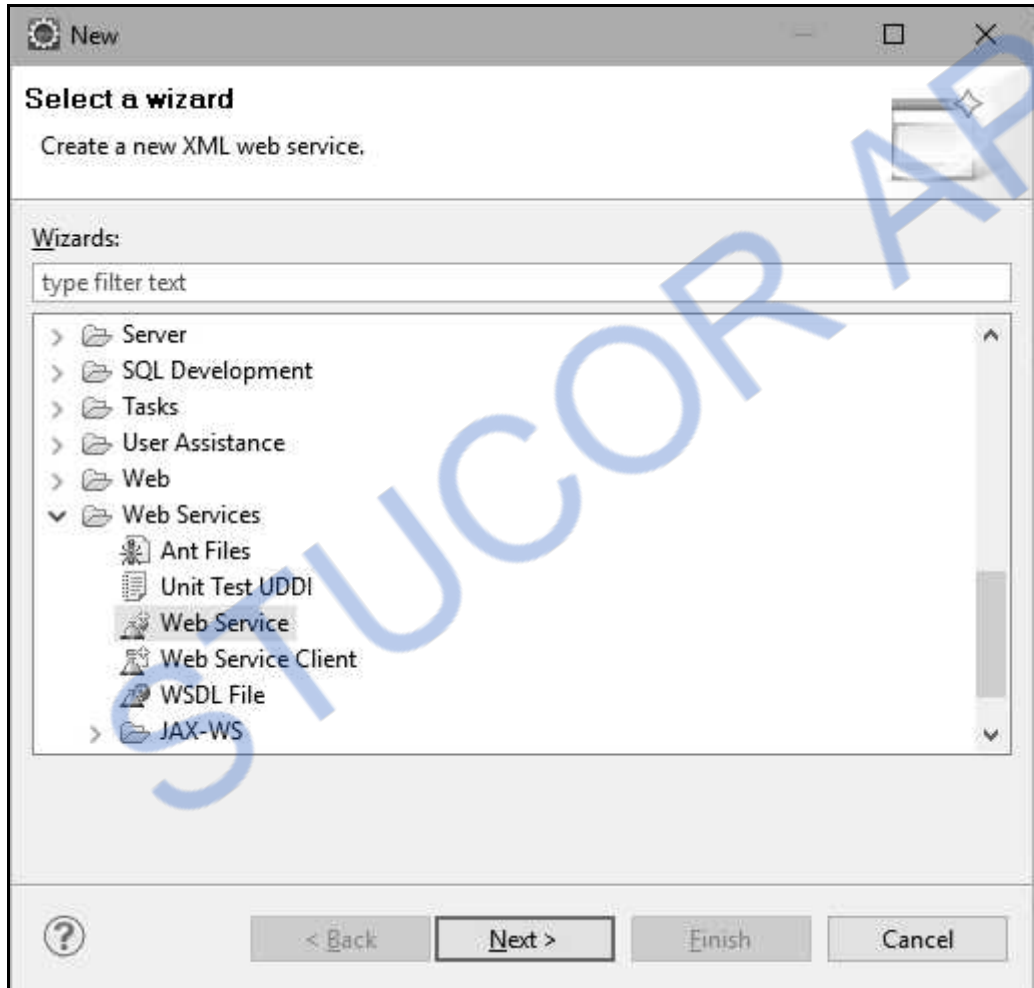 New
Select a wizard
Create a new XML web service.
Wizards:
type filter text
Server
SQL Development
Tasks
User Assistance
Web
Web Services
Ant Files
Unit Test UDDI
Web Service
Web Service Client
WSDL File
JAX-WS
? < Back Next > Finish Cancel
STUCOR AP